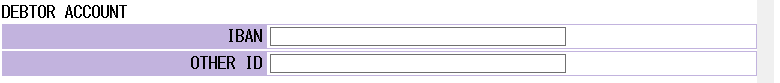 DEBTOR ACCOUNT
IBAN
OTHER ID